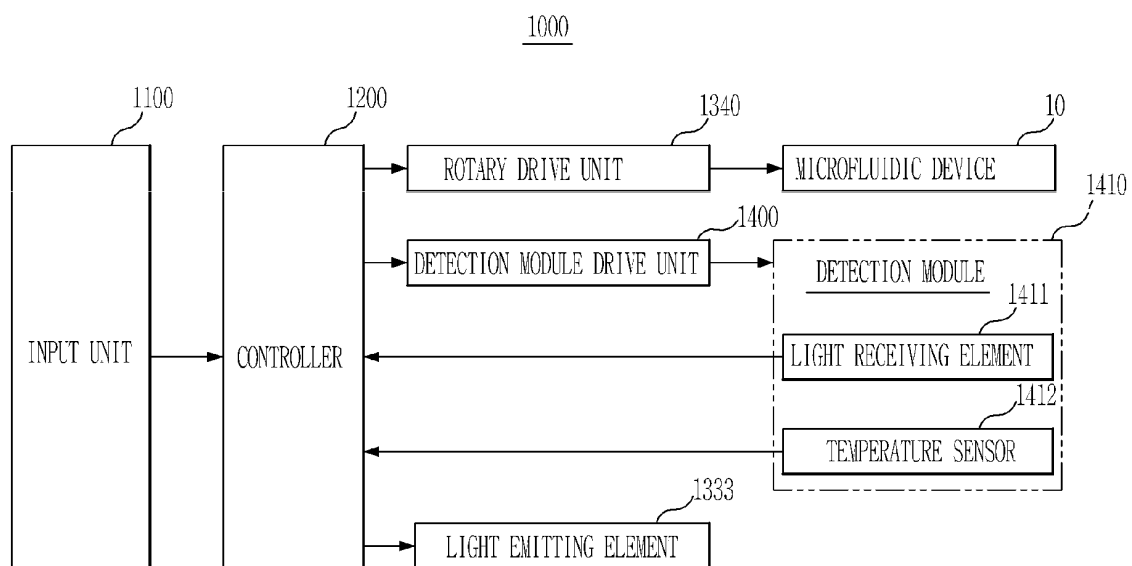 1000
1100
1200
1340
10
ROTARY DRIVE UNIT
MICROFLUIDIC DEVICE
1410
1400
DETECTION MODULE DRIVE UNIT
DETECTION MODULE
1411
INPUT UNIT
CONTROLLER
LIGHT RECEIVING ELEMENT
1412
TEMPERATURE SENSOR
1333
LIGHT EMITTING ELEMENT